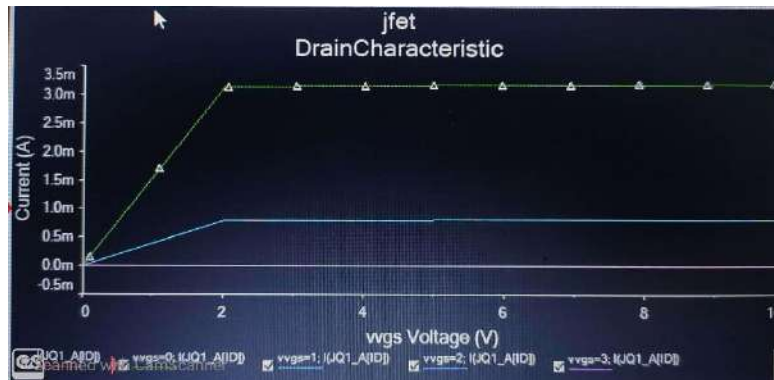 jfet
DrainCharacteristic
3.5m
3.0m
2.5m
2.0m
1.5m
1.0m
0.5m
0.0m
-0.5m
Current (A)
0 2 4 6 8
vvgs Voltage (V)
vvgs=0; I(JQ1_A[ID]) vvgs=1; I(JQ1_A[ID]) vvgs=2; I(JQ1_A[ID]) vvgs=3; I(JQ1_A[ID])
CS Scanned with CamScanner